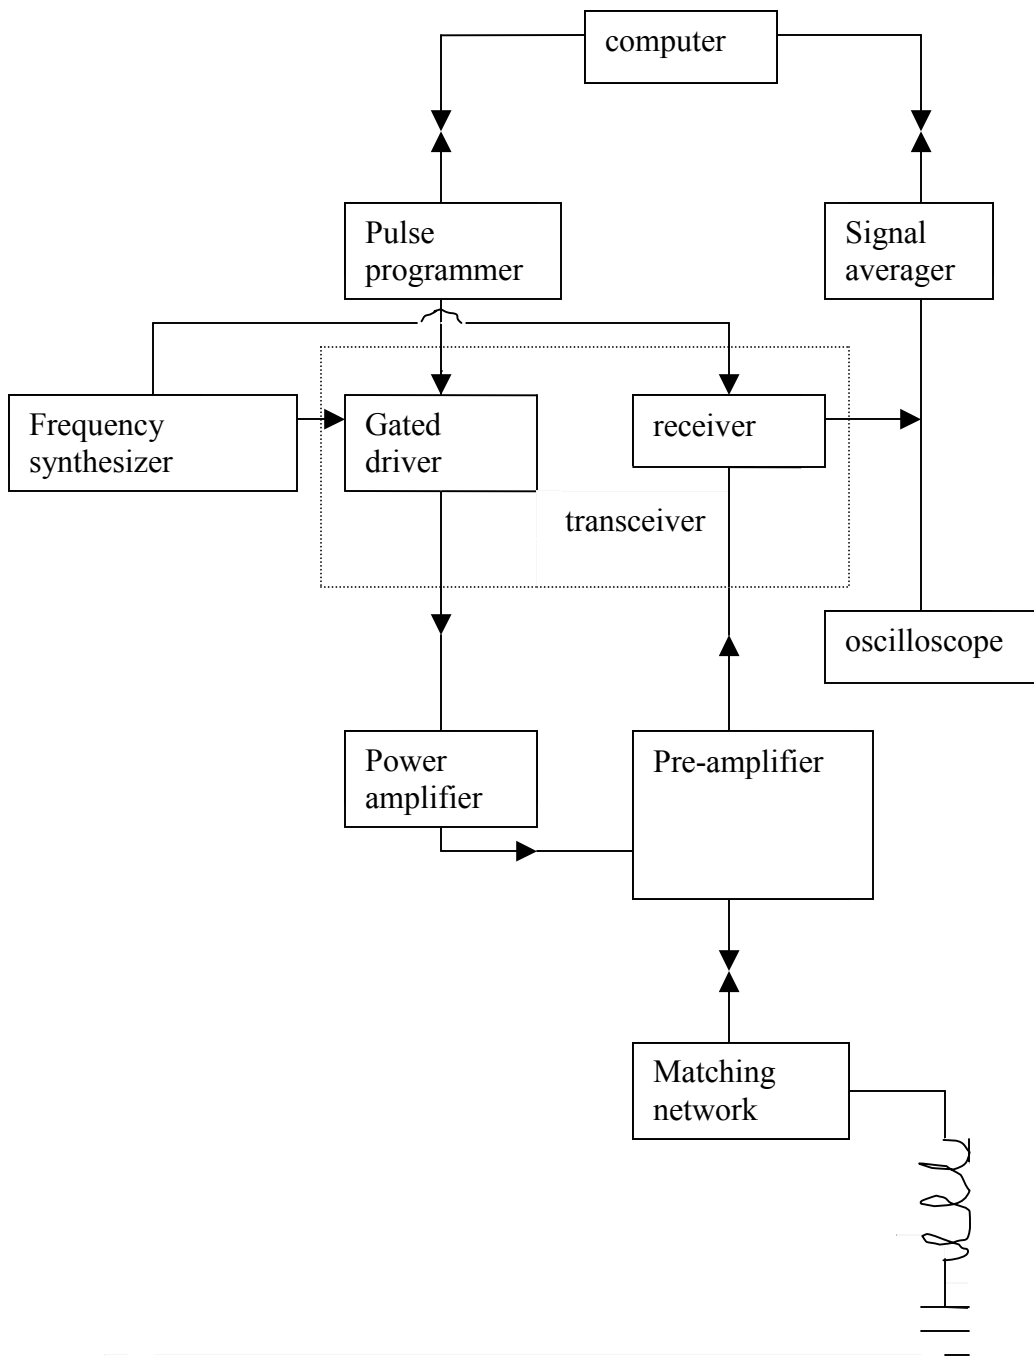 computer
Pulse
programmer
Signal
averager
Frequency
synthesizer
Gated
driver
receiver
transceiver
oscilloscope
Power
amplifier
Pre-amplifier
Matching
network